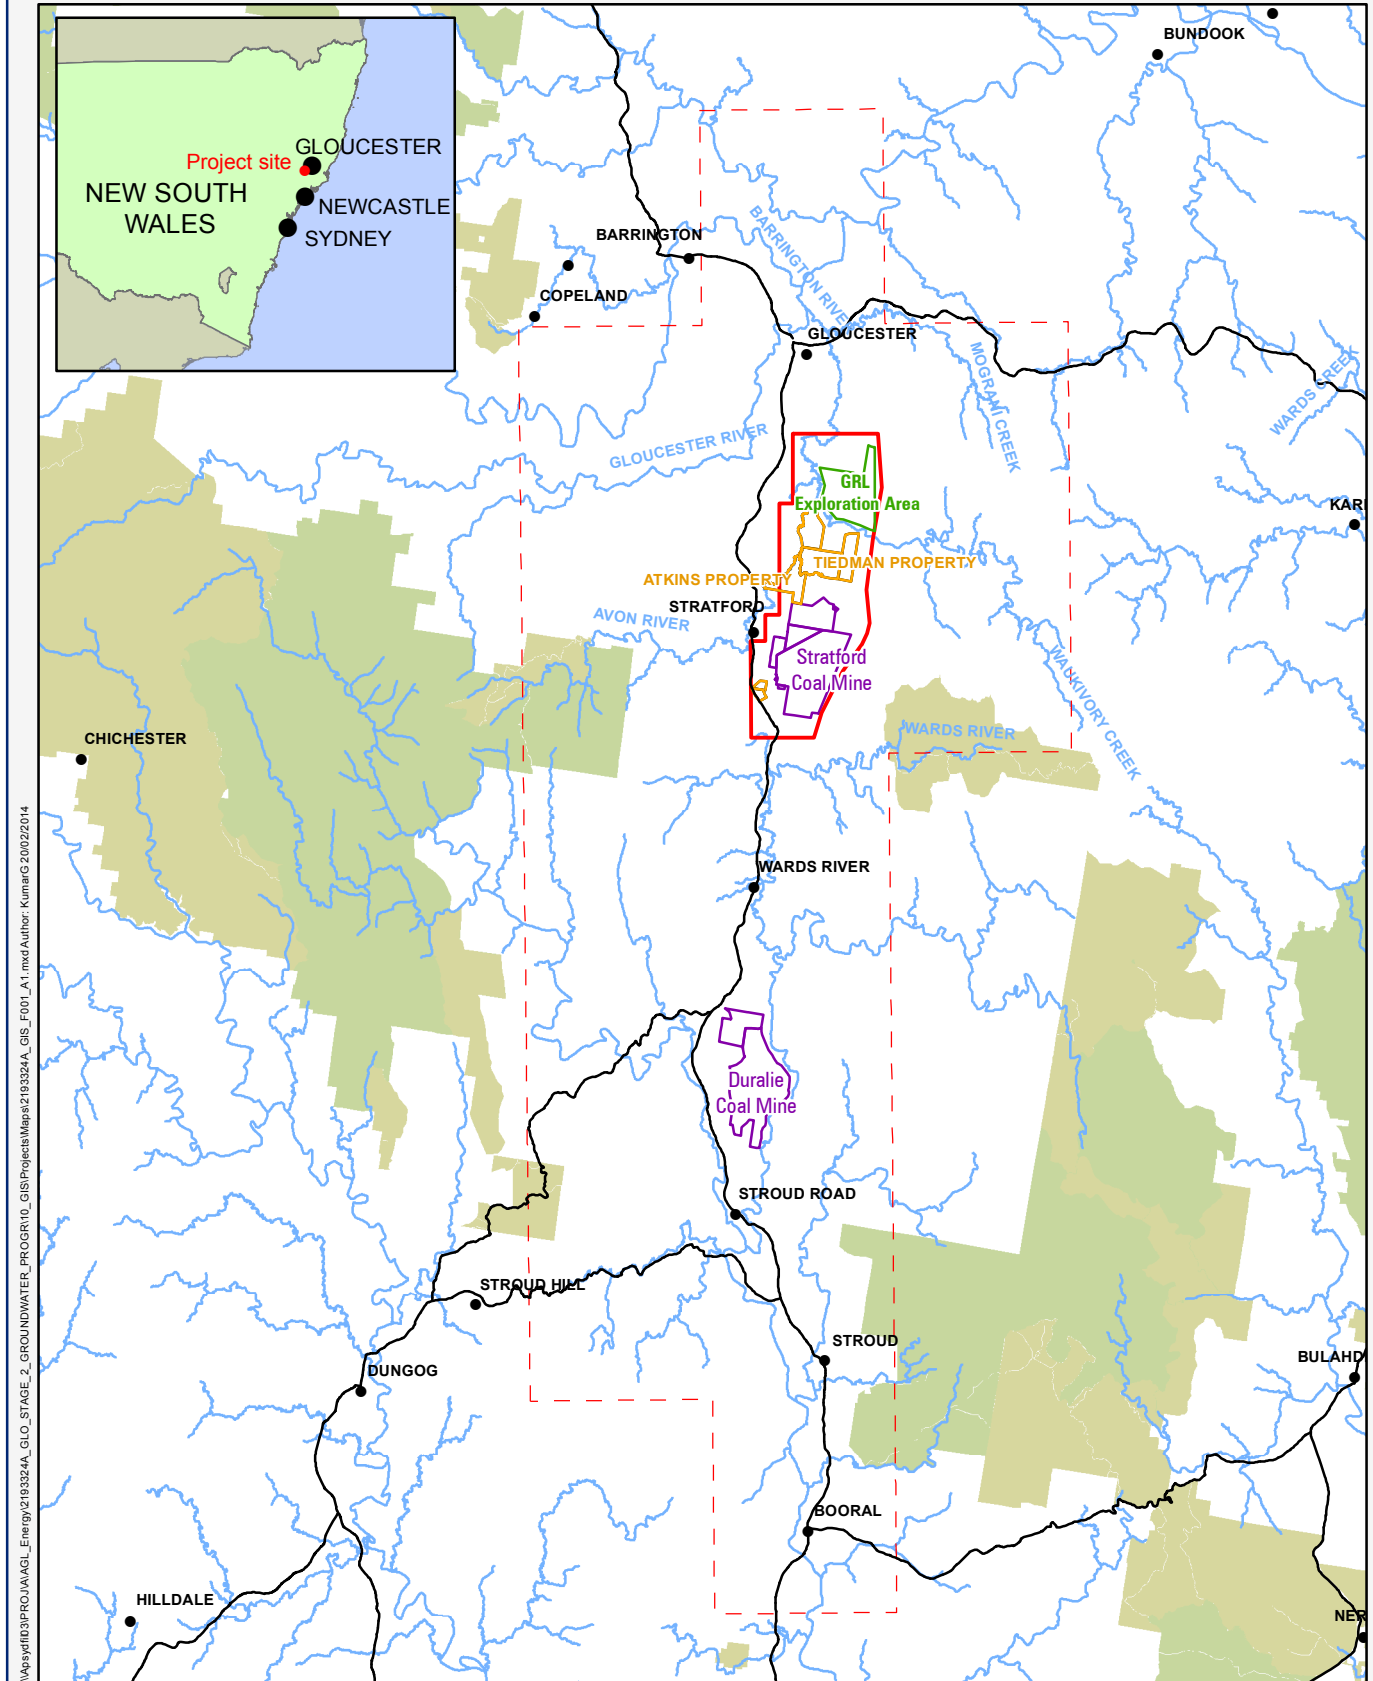 BUNDOOK
GLOUCESTER
Project site
NEW SOUTH
WALES
NEWCASTLE
SYDNEY
BARRINGTON
BARRINGTON RIVER
COPELAND
GLOUCESTER
MOGRANI CREEK
WARDS CREEK
GLOUCESTER RIVER
GRL
Exploration Area
KARI
TIEDMAN PROPERTY
ATKINS PROPERTY
STRATFORD
AVON RIVER
Stratford
Coal Mine
WAUKIVORY CREEK
WARDS RIVER
CHICHESTER
WARDS RIVER
Duralie
Coal Mine
STROUD ROAD
STROUD HILL
STROUD
BULAHD
DUNGOG
BOORAL
HILLDALE
NER
\\Apsydfil03\PROJ\A\AGL_Energy\2193324A_GLO_STAGE_2_GROUNDWATER_PROGR\10_GIS\Projects\Maps\2193324A_GIS_F001_A1.mxd Author: KumarG 20/02/2014